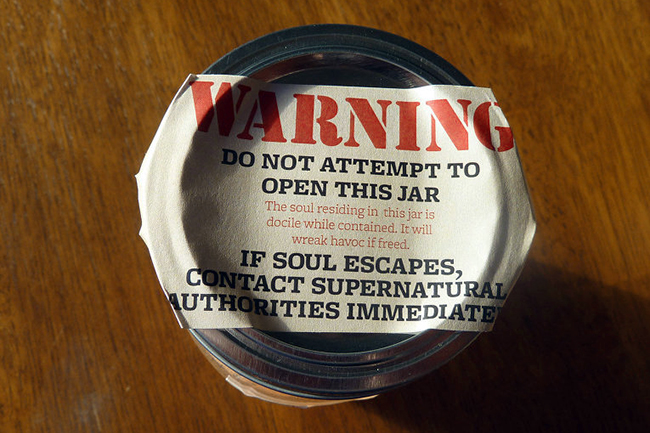 WARNING
DO NOT ATTEMPT TO
OPEN THIS JAR
The soul residing in this jar is
docile while contained. It will
wreak havoc if freed.
IF SOUL ESCAPES,
CONTACT SUPERNATURAL
AUTHORITIES IMMEDIATE